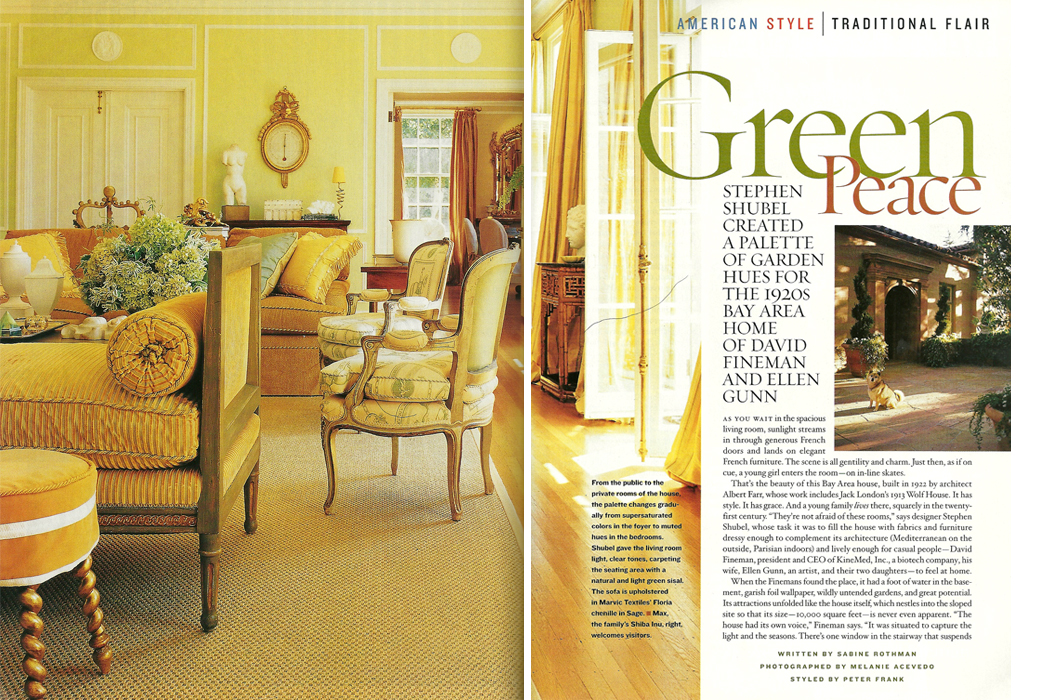 AMERICAN STYLE | TRADITIONAL FLAIR
Green
Peace
STEPHEN
SHUBEL
CREATED
A PALETTE
OF GARDEN
HUES FOR
THE 1920S
BAY AREA
HOME
OF DAVID
FINEMAN
AND ELLEN
GUNN
AS YOU WAIT in the spacious
living room, sunlight streams
in through generous French
doors and lands on elegant
French furniture. The scene is all gentility and charm. Just then, as if on
cue, a young girl enters the room—on in-line skates.
That's the beauty of this Bay Area house, built in 1922 by architect
Albert Farr, whose work includes Jack London's 1913 Wolf House. It has
style. It has grace. And a young family lives there, squarely in the twenty-
first century. "They're not afraid of these rooms," says designer Stephen
Shubel, whose task it was to fill the house with fabrics and furniture
dressy enough to complement its architecture (Mediterranean on the
outside, Parisian indoors) and lively enough for casual people—David
Fineman, president and CEO of KineMed, Inc., a biotech company, his
wife, Ellen Gunn, an artist, and their two daughters—to feel at home.
When the Finemans found the place, it had a foot of water in the base-
ment, garish foil wallpaper, wildly untended gardens, and great potential.
Its attractions unfolded like the house itself, which nestles into the sloped
site so that its size—10,000 square feet—is never even apparent. "The
house had its own voice," Fineman says. "It was situated to capture the
light and the seasons. There's one window in the stairway that suspends
From the public to the
private rooms of the house,
the palette changes gradu-
ally from supersaturated
colors in the foyer to muted
hues in the bedrooms.
Shubel gave the living room
light, clear tones, carpeting
the seating area with a
natural and light green sisal.
The sofa is upholstered
in Marvic Textiles' Floria
chenille in Sage. ■ Max,
the family's Shiba Inu, right,
welcomes visitors.
WRITTEN BY SABINE ROTHMAN
PHOTOGRAPHED BY MELANIE ACEVEDO
STYLED BY PETER FRANK